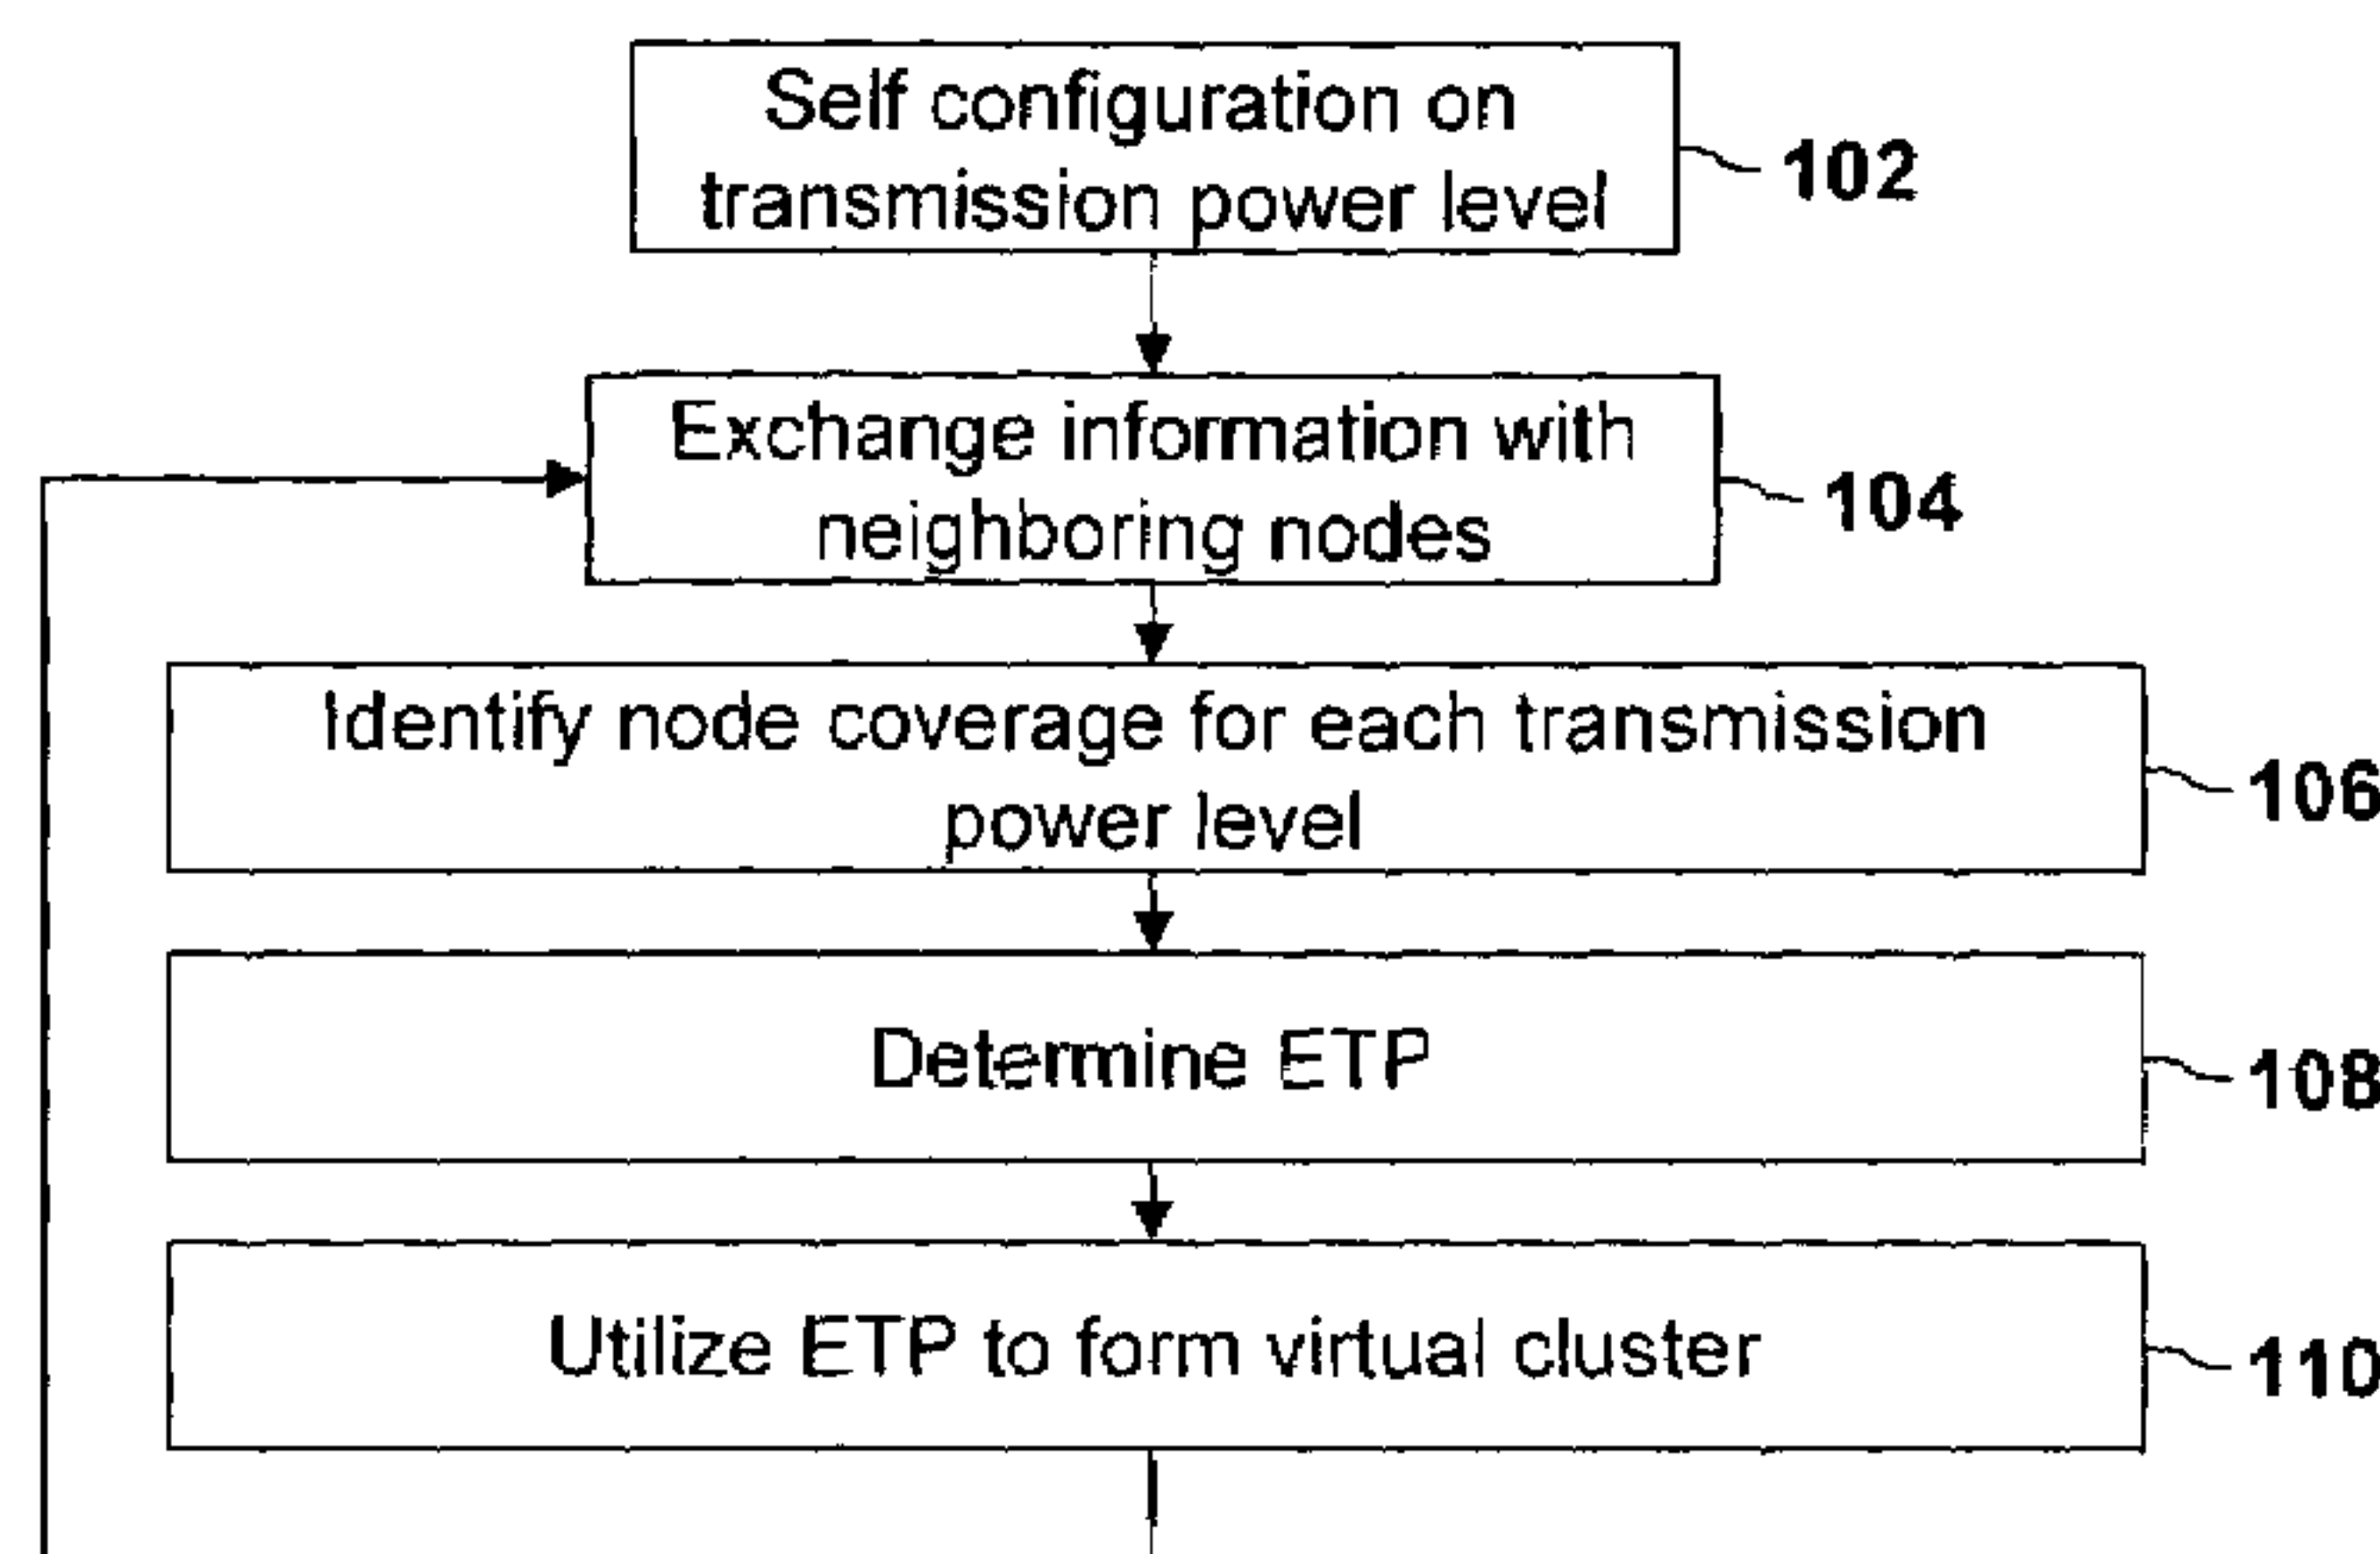 Self configuration on
transmission power level
102
Exchange information with
neighboring nodes
104
Identify node coverage for each transmission
power level
106
Determine ETP
108
Utilize ETP to form virtual cluster
110